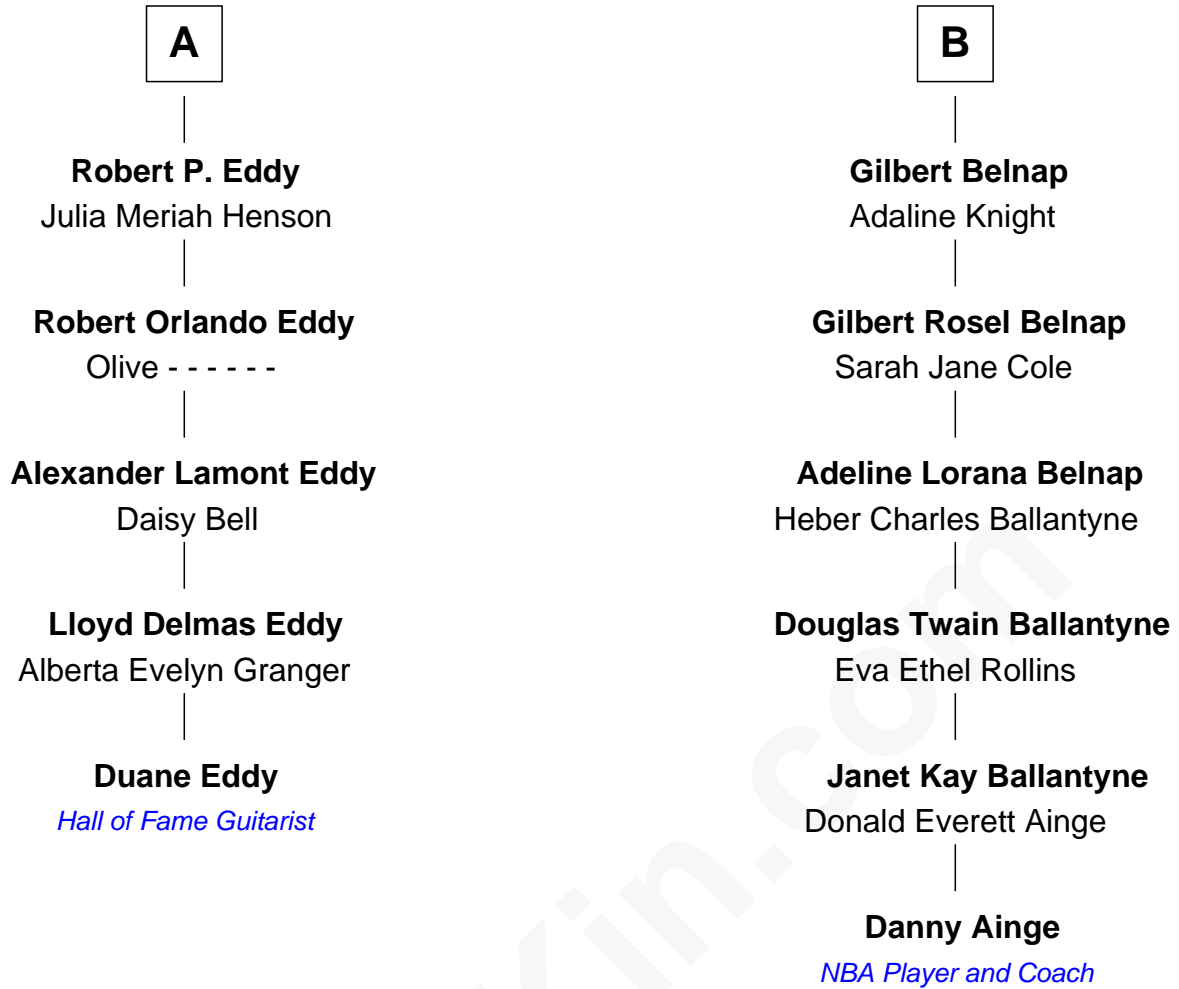 A
Robert P. Eddy
Julia Meriah Henson
Robert Orlando Eddy
Olive - - - - - -
Alexander Lamont Eddy
Daisy Bell
Lloyd Delmas Eddy
Alberta Evelyn Granger
Duane Eddy
Hall of Fame Guitarist
B
Gilbert Belnap
Adaline Knight
Gilbert Rosel Belnap
Sarah Jane Cole
Adeline Lorana Belnap
Heber Charles Ballantyne
Douglas Twain Ballantyne
Eva Ethel Rollins
Janet Kay Ballantyne
Donald Everett Ainge
Danny Ainge
NBA Player and Coach
Kin.com